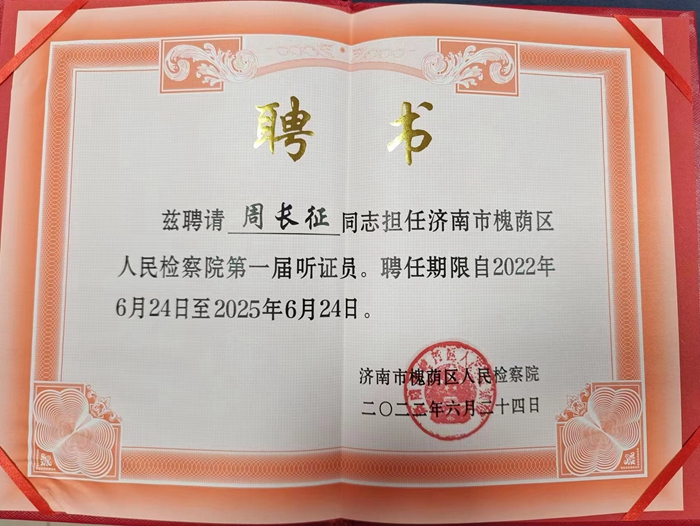 聘书
兹聘请 周长征 同志担任济南市槐荫区
人民检察院第一届听证员。聘任期限自2022年
6月24日至2025年6月24日。
济南市槐荫区人民检察院
二〇二二年六月二十四日